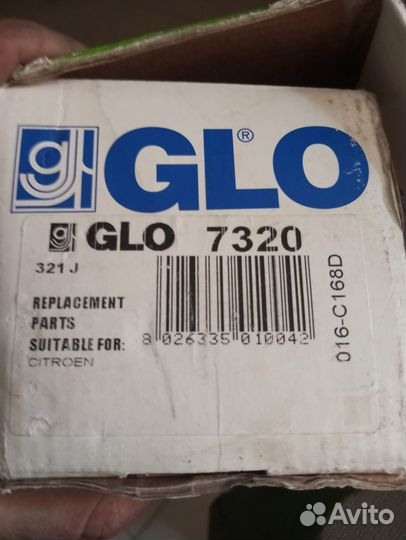 GLO®
GLO 7320
321 J
REPLACEMENT
PARTS
SUITABLE FOR:
CITROEN
8 026335 010042
016-C168D
Avito